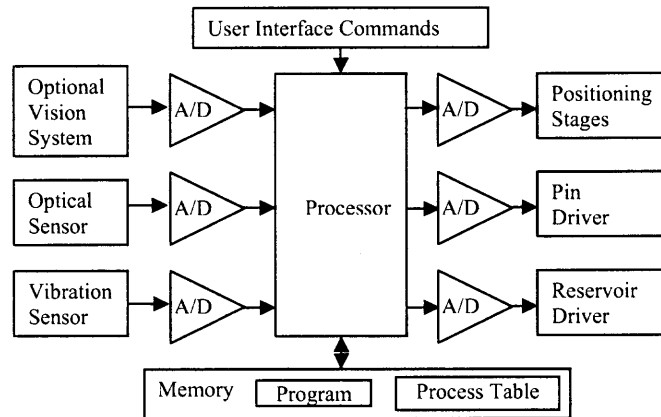 User Interface Commands
Optional
Vision
System
A/D
A/D
Positioning
Stages
Optical
Sensor
A/D
Processor
A/D
Pin
Driver
Vibration
Sensor
A/D
A/D
Reservoir
Driver
Memory
Program
Process Table